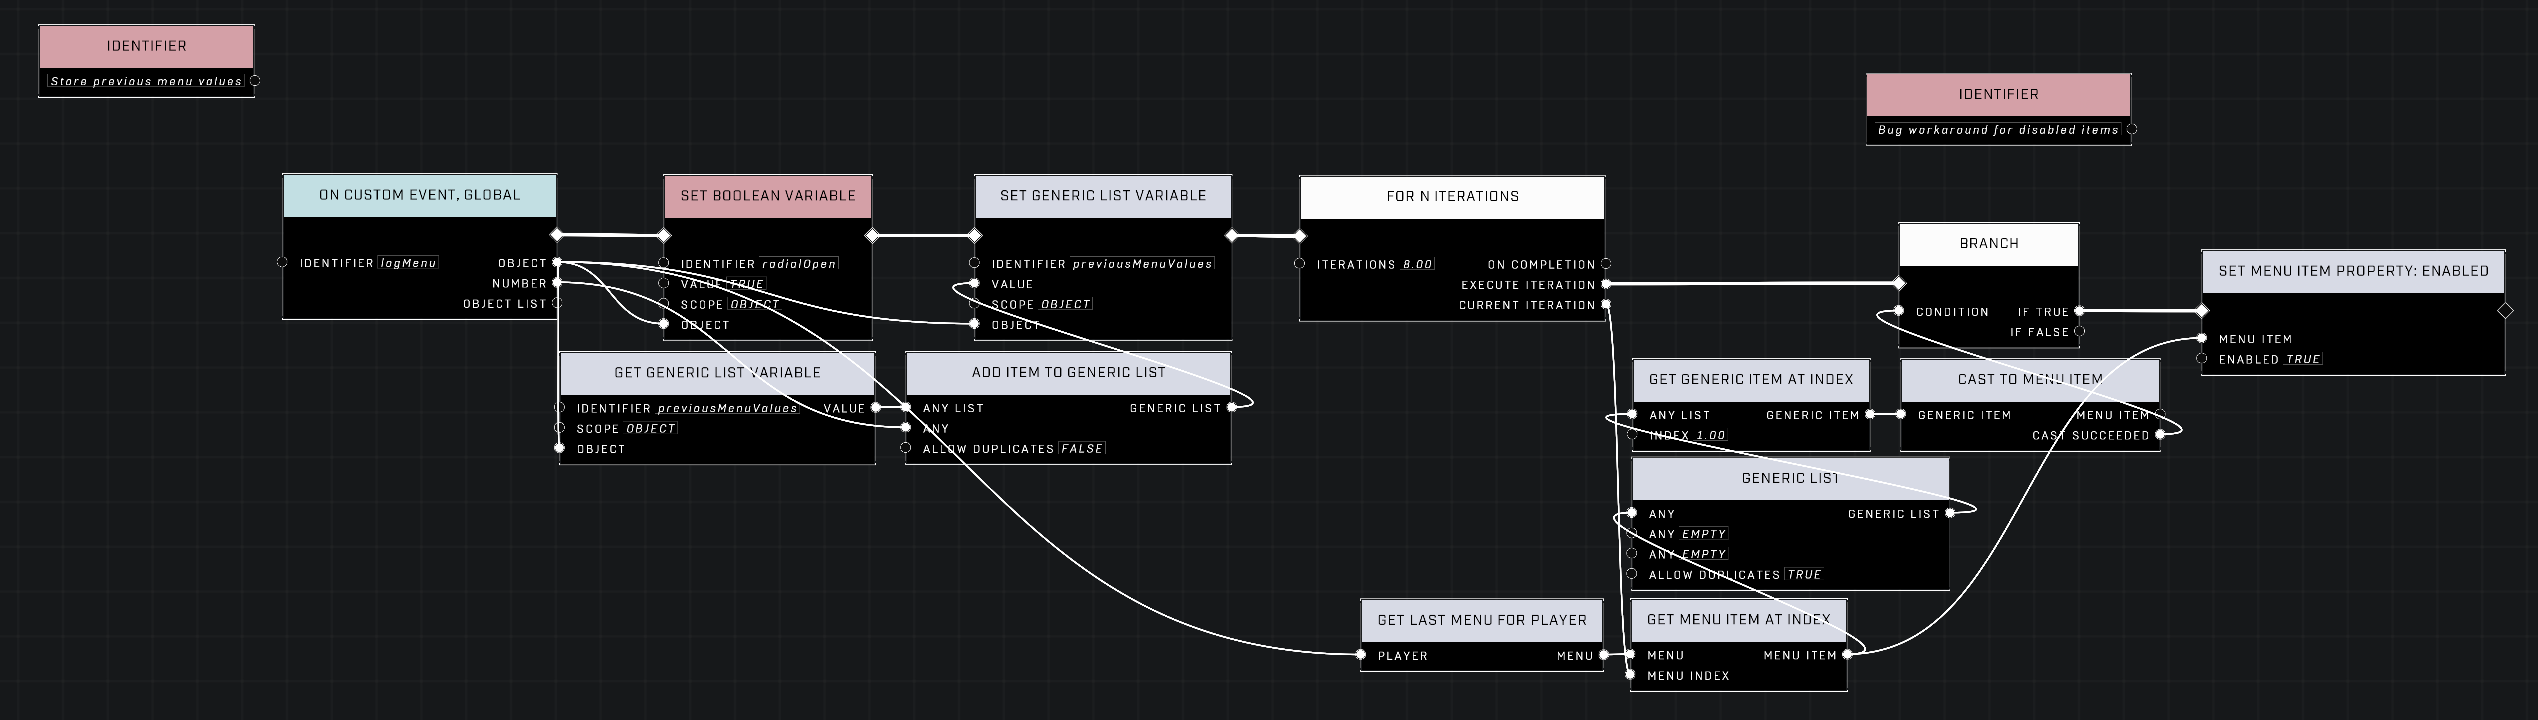 IDENTIFIER
Store previous menu values
IDENTIFIER
Bug workaround for disabled items
ON CUSTOM EVENT, GLOBAL
IDENTIFIER logMenu
OBJECT
NUMBER
OBJECT LIST
SET BOOLEAN VARIABLE
IDENTIFIER radialOpen
VALUE TRUE
SCOPE OBJECT
OBJECT
SET GENERIC LIST VARIABLE
IDENTIFIER previousMenuValues
VALUE
SCOPE OBJECT
OBJECT
FOR N ITERATIONS
ITERATIONS 8.00
ON COMPLETION
EXECUTE ITERATION
CURRENT ITERATION
BRANCH
CONDITION
IF TRUE
IF FALSE
SET MENU ITEM PROPERTY: ENABLED
MENU ITEM
ENABLED TRUE
GET GENERIC LIST VARIABLE
IDENTIFIER previousMenuValues
VALUE
SCOPE OBJECT
OBJECT
ADD ITEM TO GENERIC LIST
ANY LIST
GENERIC LIST
ANY
ALLOW DUPLICATES FALSE
GET GENERIC ITEM AT INDEX
ANY LIST
GENERIC ITEM
INDEX 1.00
CAST TO MENU ITEM
GENERIC ITEM
MENU ITEM
CAST SUCCEEDED
GENERIC LIST
ANY
GENERIC LIST
ANY EMPTY
ANY EMPTY
ALLOW DUPLICATES TRUE
GET LAST MENU FOR PLAYER
PLAYER
MENU
GET MENU ITEM AT INDEX
MENU
MENU ITEM
MENU INDEX